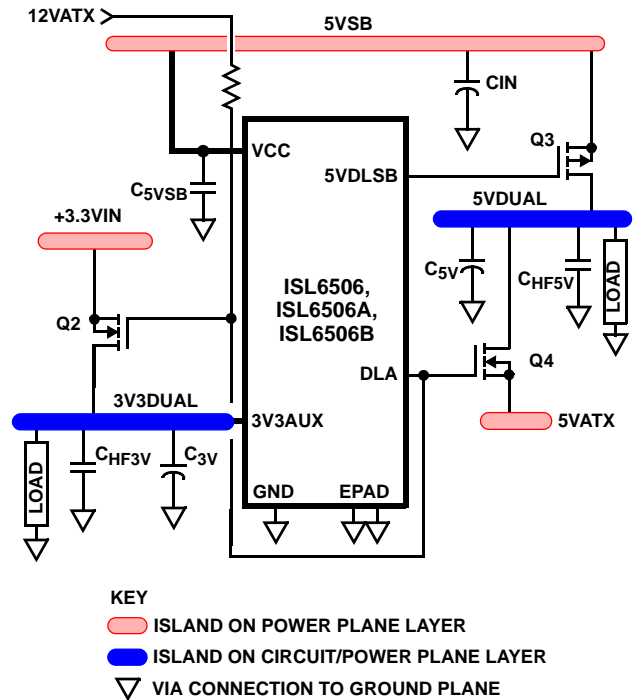 12VATX
5VSB
CIN
Q3
VCC
5VDLSB
C5VSB
5VDUAL
+3.3VIN
C5V
CHF5V
LOAD
ISL6506,
ISL6506A,
ISL6506B
Q2
Q4
DLA
3V3DUAL
3V3AUX
5VATX
CHF3V
C3V
LOAD
GND
EPAD
KEY
ISLAND ON POWER PLANE LAYER
ISLAND ON CIRCUIT/POWER PLANE LAYER
VIA CONNECTION TO GROUND PLANE